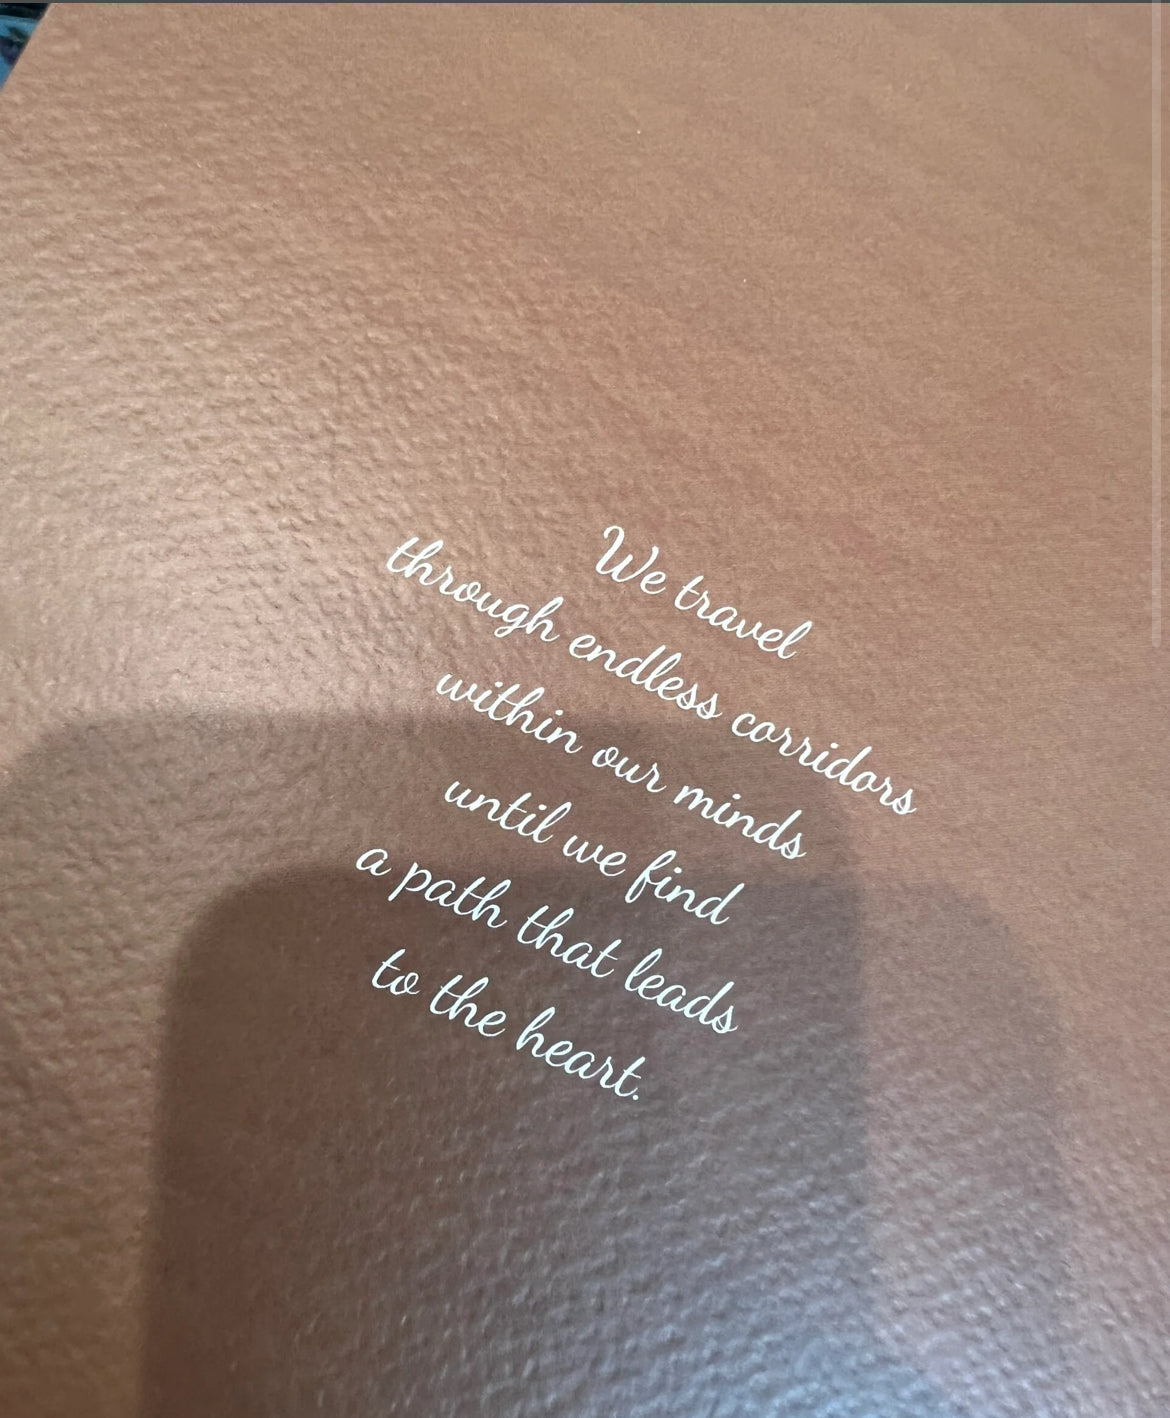 We travel
through endless corridors
within our minds
until we find
a path that leads
to the heart.